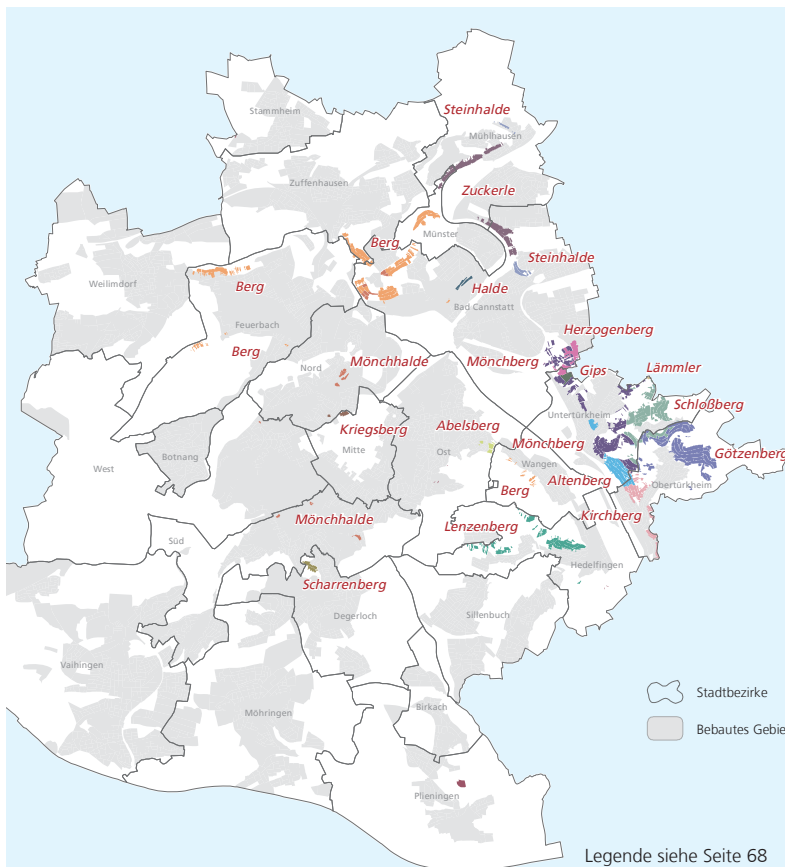 Steinhalde
Stammheim
Mühlhausen
Zuffenhausen
Zuckerle
Münster
Berg
Steinhalde
Weilimdorf
Berg
Halde
Bad Cannstatt
Feuerbach
Herzogenberg
Berg
Mönchhalde
Mönchberg
Gips
Lämmler
Nord
Schloßberg
Untertürkheim
Kriegsberg
Abelsberg
Mönchberg
Götzenberg
Mitte
Ost
Botnang
West
Wangen
Altenberg
Obertürkheim
Berg
Kirchberg
Mönchhalde
Lenzenberg
Süd
Hedelfingen
Scharrenberg
Degerloch
Sillenbuch
Vaihingen
Stadtbezirke
Birkach
Möhringen
Bebautes Gebie
Plieningen
Legende siehe Seite 68